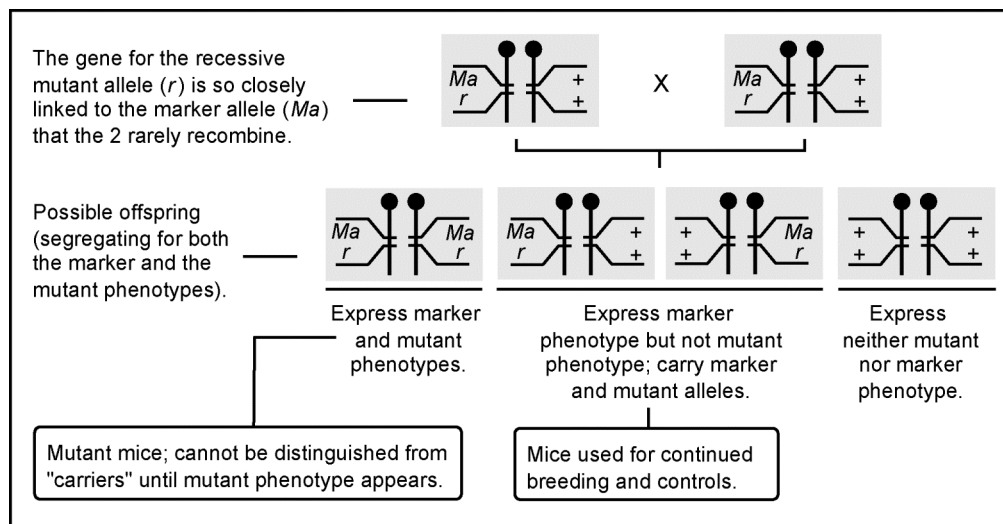 The gene for the recessive
mutant allele (r) is so closely
linked to the marker allele (Ma)
that the 2 rarely recombine.
Ma + X Ma +
r + r +
Possible offspring
(segregating for both
the marker and the
mutant phenotypes).
Ma Ma Ma + + Ma + +
r r r + + r + +
Express marker
and mutant
phenotypes.
Express marker
phenotype but not mutant
phenotype; carry marker
and mutant alleles.
Express
neither mutant
nor marker
phenotype.
Mutant mice; cannot be distinguished from
"carriers" until mutant phenotype appears.
Mice used for continued
breeding and controls.